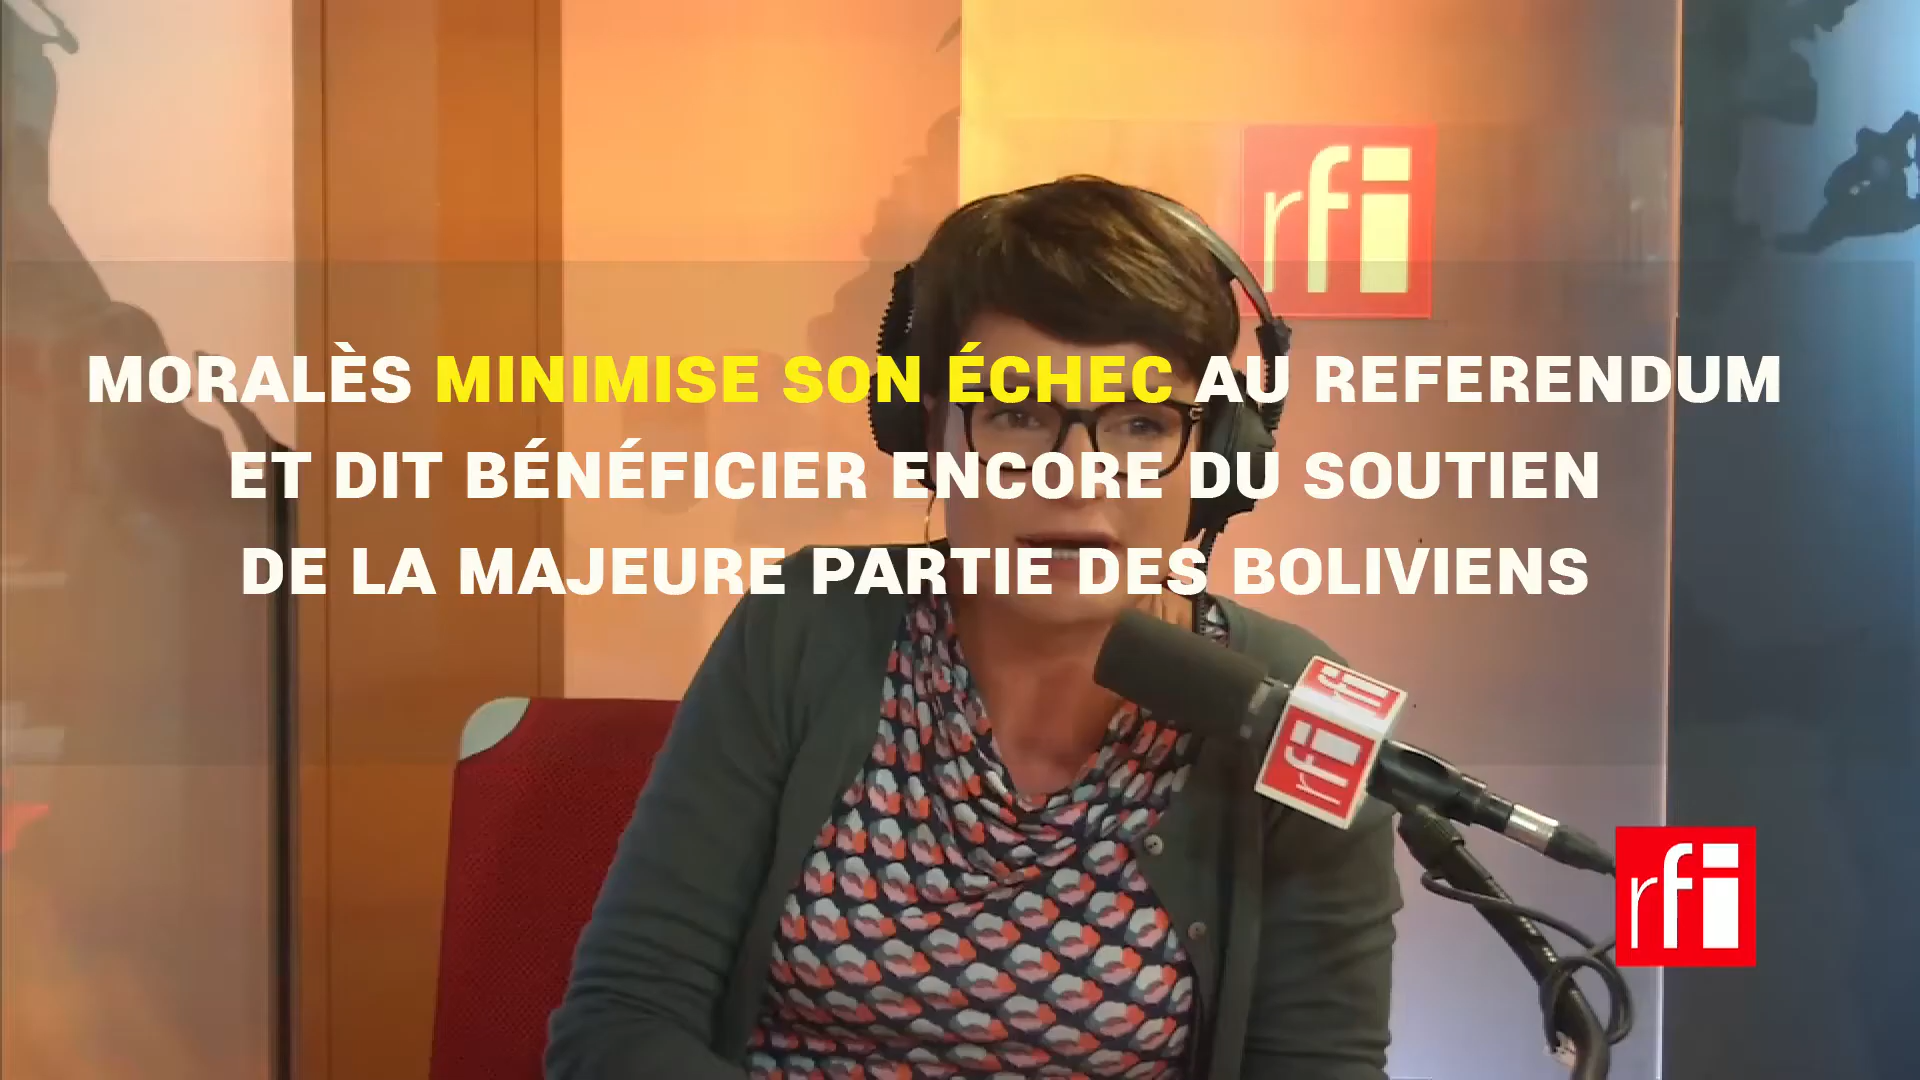 rfi
MORALÈS MINIMISE SON ÉCHEC AU REFERENDUM
ET DIT BÉNÉFICIER ENCORE DU SOUTIEN
DE LA MAJEURE PARTIE DES BOLIVIENS
rfi
rfi
rfi